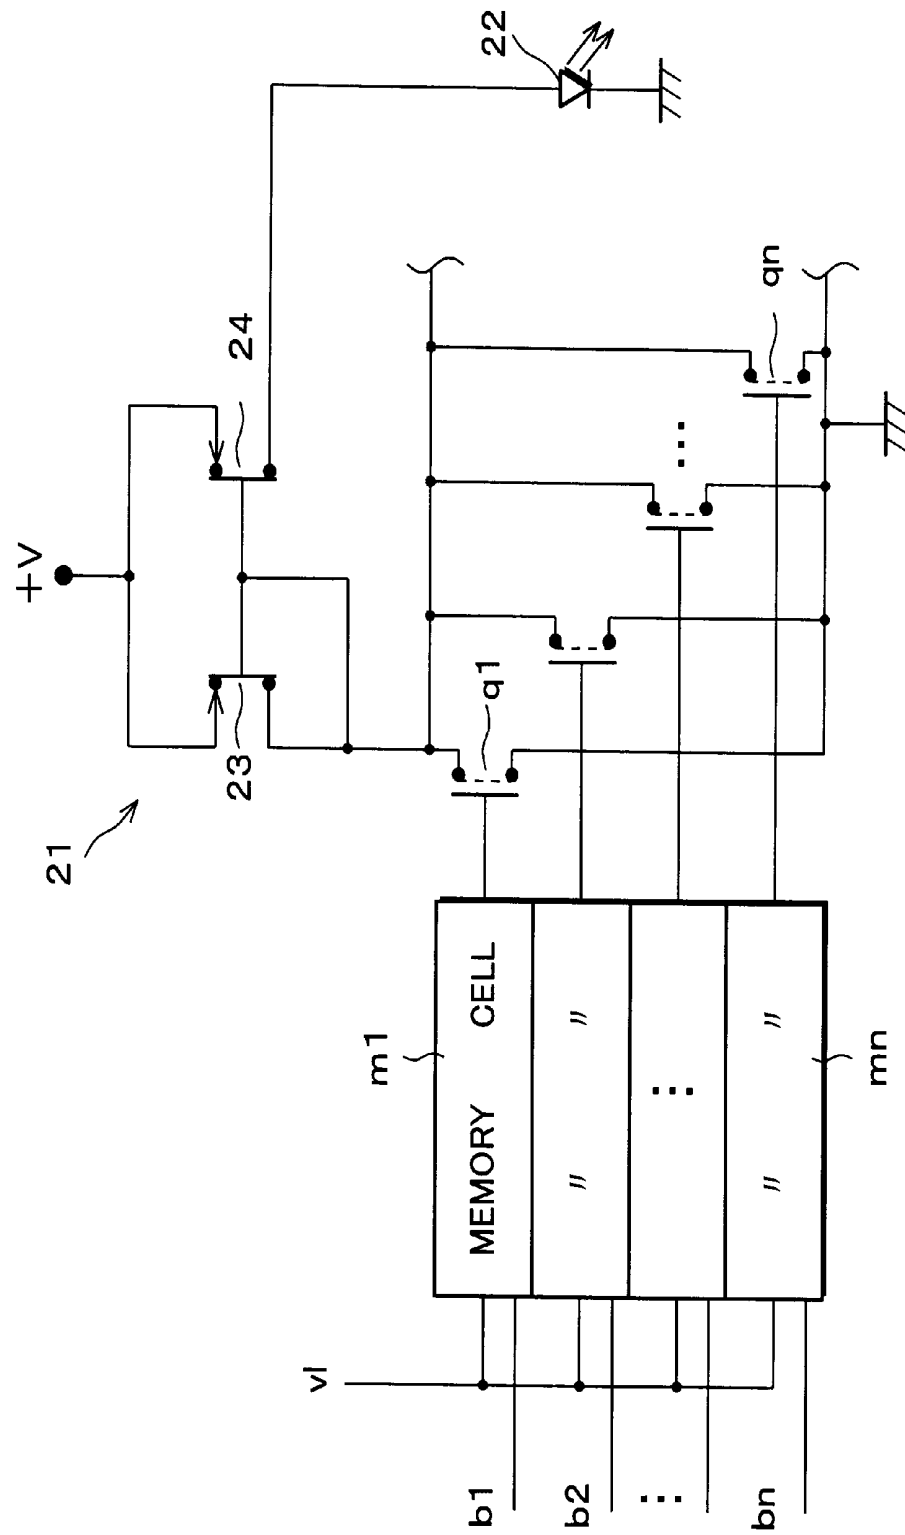 21
+V
23
24
22
vl
b1
b2
...
bn
m1
MEMORY CELL
〃 〃
...
〃 〃
mn
q1
...
qn